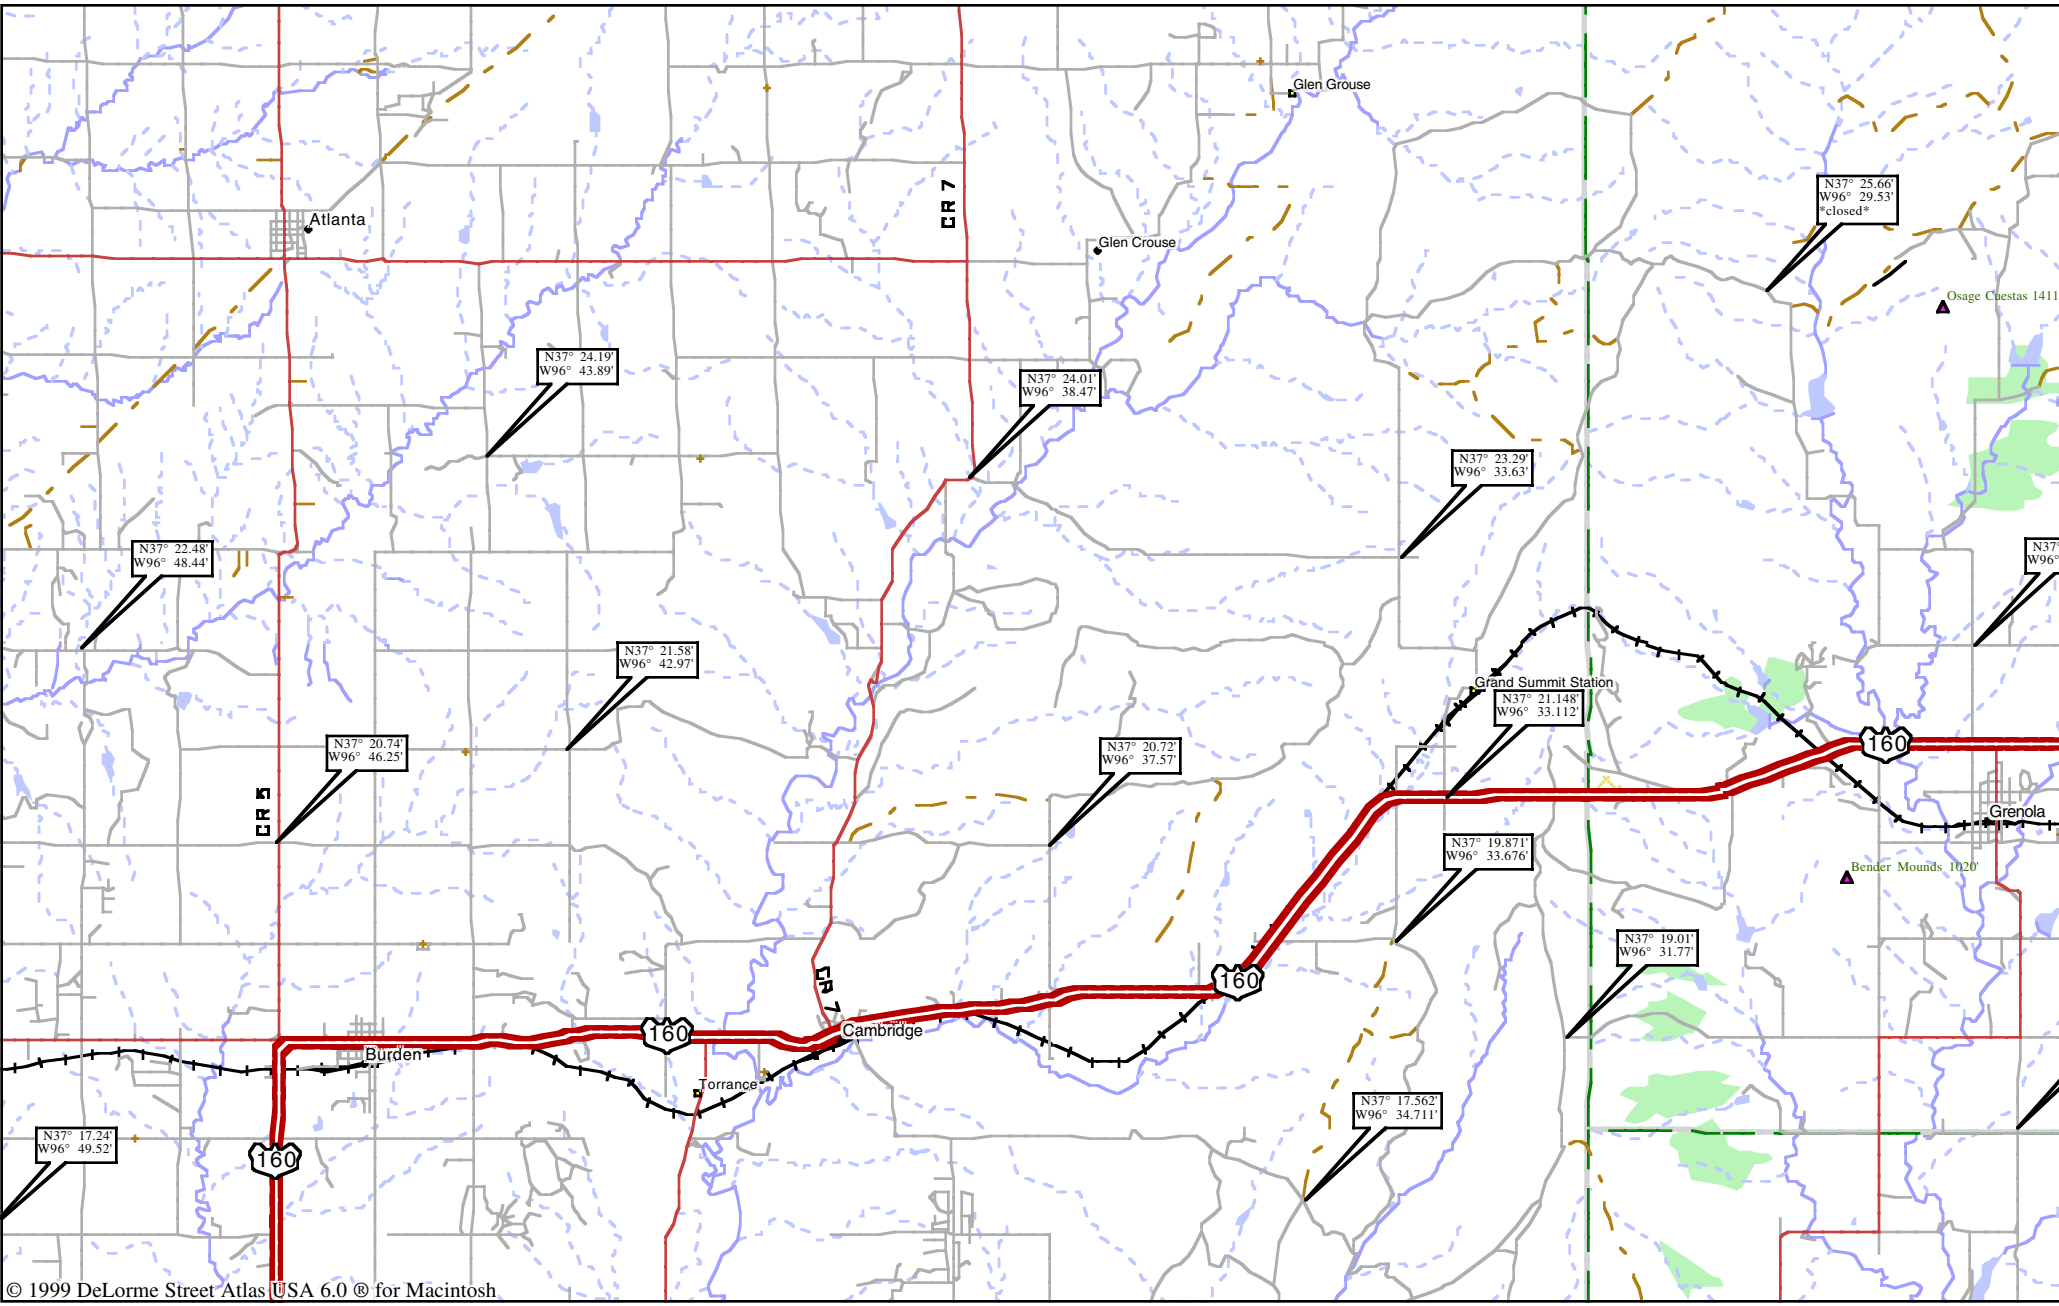 Glen Grouse
N37° 25.66'
W96° 29.53'
*closed*
CR 7
Atlanta
Glen Crouse
Osage Cuestas 1411
N37° 24.19'
W96° 43.89'
N37° 24.01'
W96° 38.47'
N37° 23.29'
W96° 33.63'
N37° 22.48'
W96° 48.44'
N37°
W96°
N37° 21.58'
W96° 42.97'
Grand Summit Station
N37° 21.148'
W96° 33.112'
N37° 20.74'
W96° 46.25'
N37° 20.72'
W96° 37.57'
160
CR 5
Grenola
N37° 19.871'
W96° 33.676'
Bender Mounds 1020'
N37° 19.01'
W96° 31.77'
CR 7
160
160
Cambridge
Burden
Torrance
N37° 17.562'
W96° 34.711'
N37° 17.24'
W96° 49.52'
160
© 1999 DeLorme Street Atlas USA 6.0 ® for Macintosh